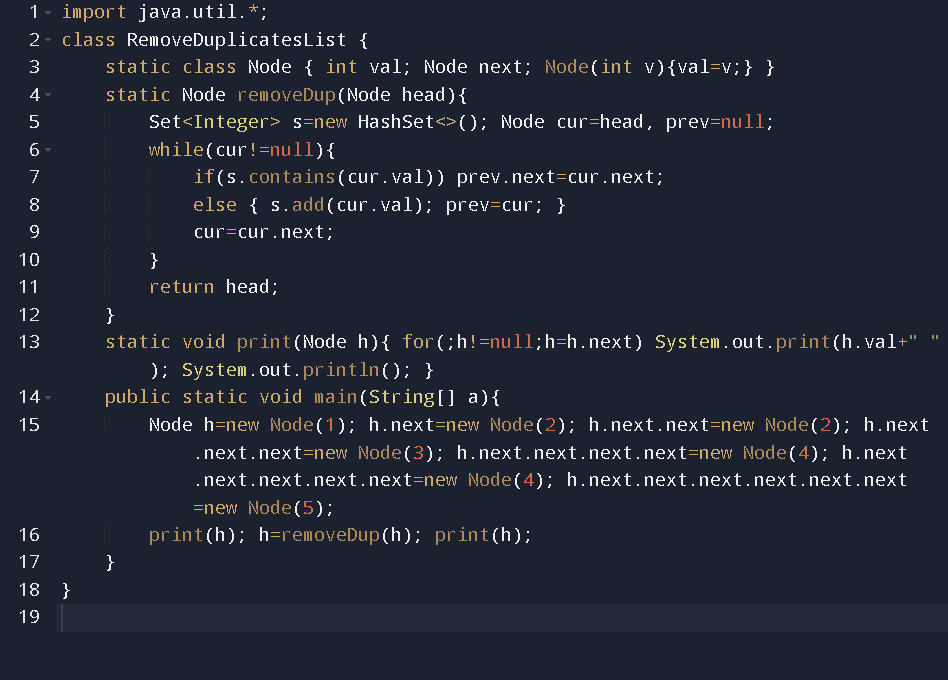 1 import java.util.*;
2 class RemoveDuplicatesList {
3 static class Node { int val; Node next; Node(int v){val=v;} }
4 static Node removeDup(Node head){
5 Set<Integer> s=new HashSet<>(); Node cur=head, prev=null;
6 while(cur!=null){
7 if(s.contains(cur.val)) prev.next=cur.next;
8 else { s.add(cur.val); prev=cur; }
9 cur=cur.next;
10 }
11 return head;
12 }
13 static void print(Node h){ for(;h!=null;h=h.next) System.out.print(h.val+" "
); System.out.println(); }
14 public static void main(String[] a){
15 Node h=new Node(1); h.next=new Node(2); h.next.next=new Node(2); h.next
.next.next=new Node(3); h.next.next.next.next=new Node(4); h.next
.next.next.next.next=new Node(4); h.next.next.next.next.next.next
=new Node(5);
16 print(h); h=removeDup(h); print(h);
17 }
18 }
19